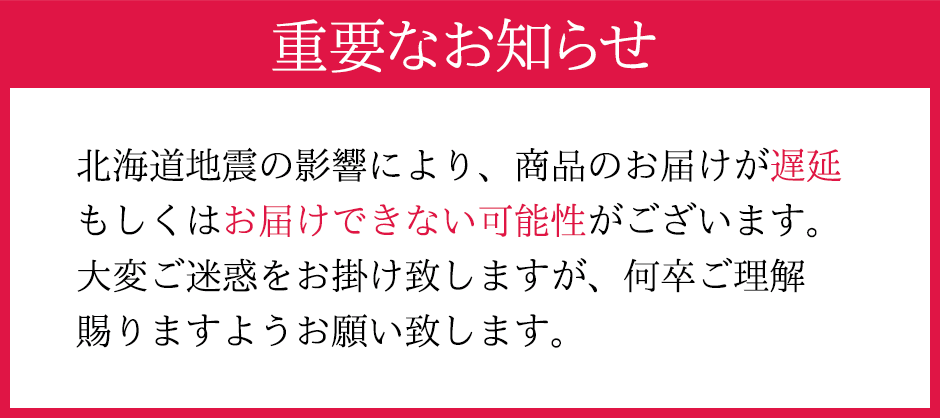 重要なお知らせ
北海道地震の影響により、商品のお届けが遅延
もしくはお届けできない可能性がございます。
大変ご迷惑をお掛け致しますが、何卒ご理解
賜りますようお願い致します。